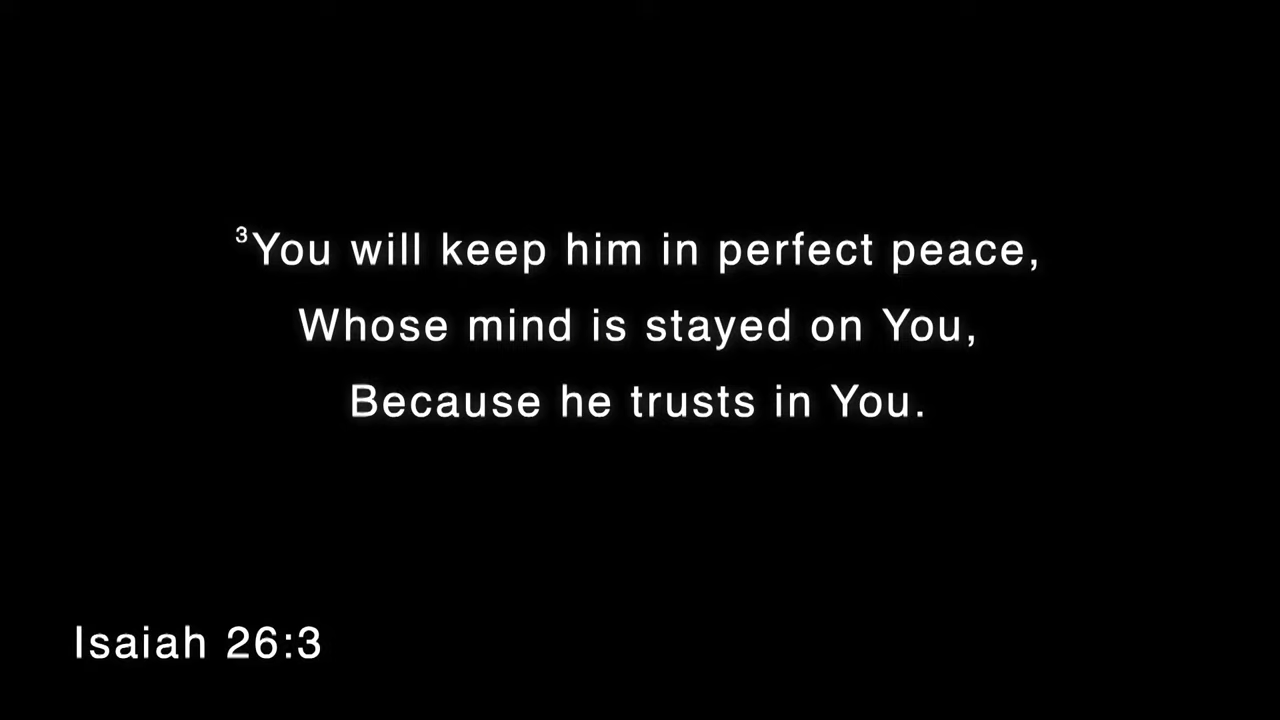 ³You will keep him in perfect peace,
Whose mind is stayed on You,
Because he trusts in You.
Isaiah 26:3